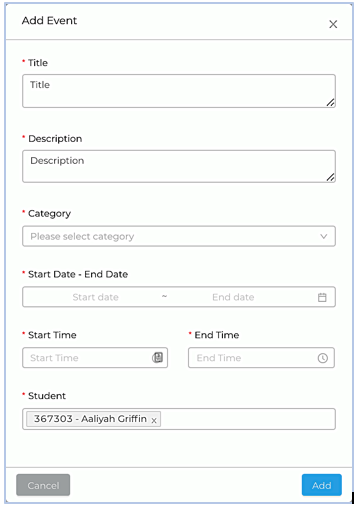 Add Event
* Title
Title
* Description
Description
* Category
Please select category
* Start Date - End Date
Start date ~ End date
* Start Time * End Time
Start Time End Time
* Student
367303 - Aaliyah Griffin x
Cancel Add